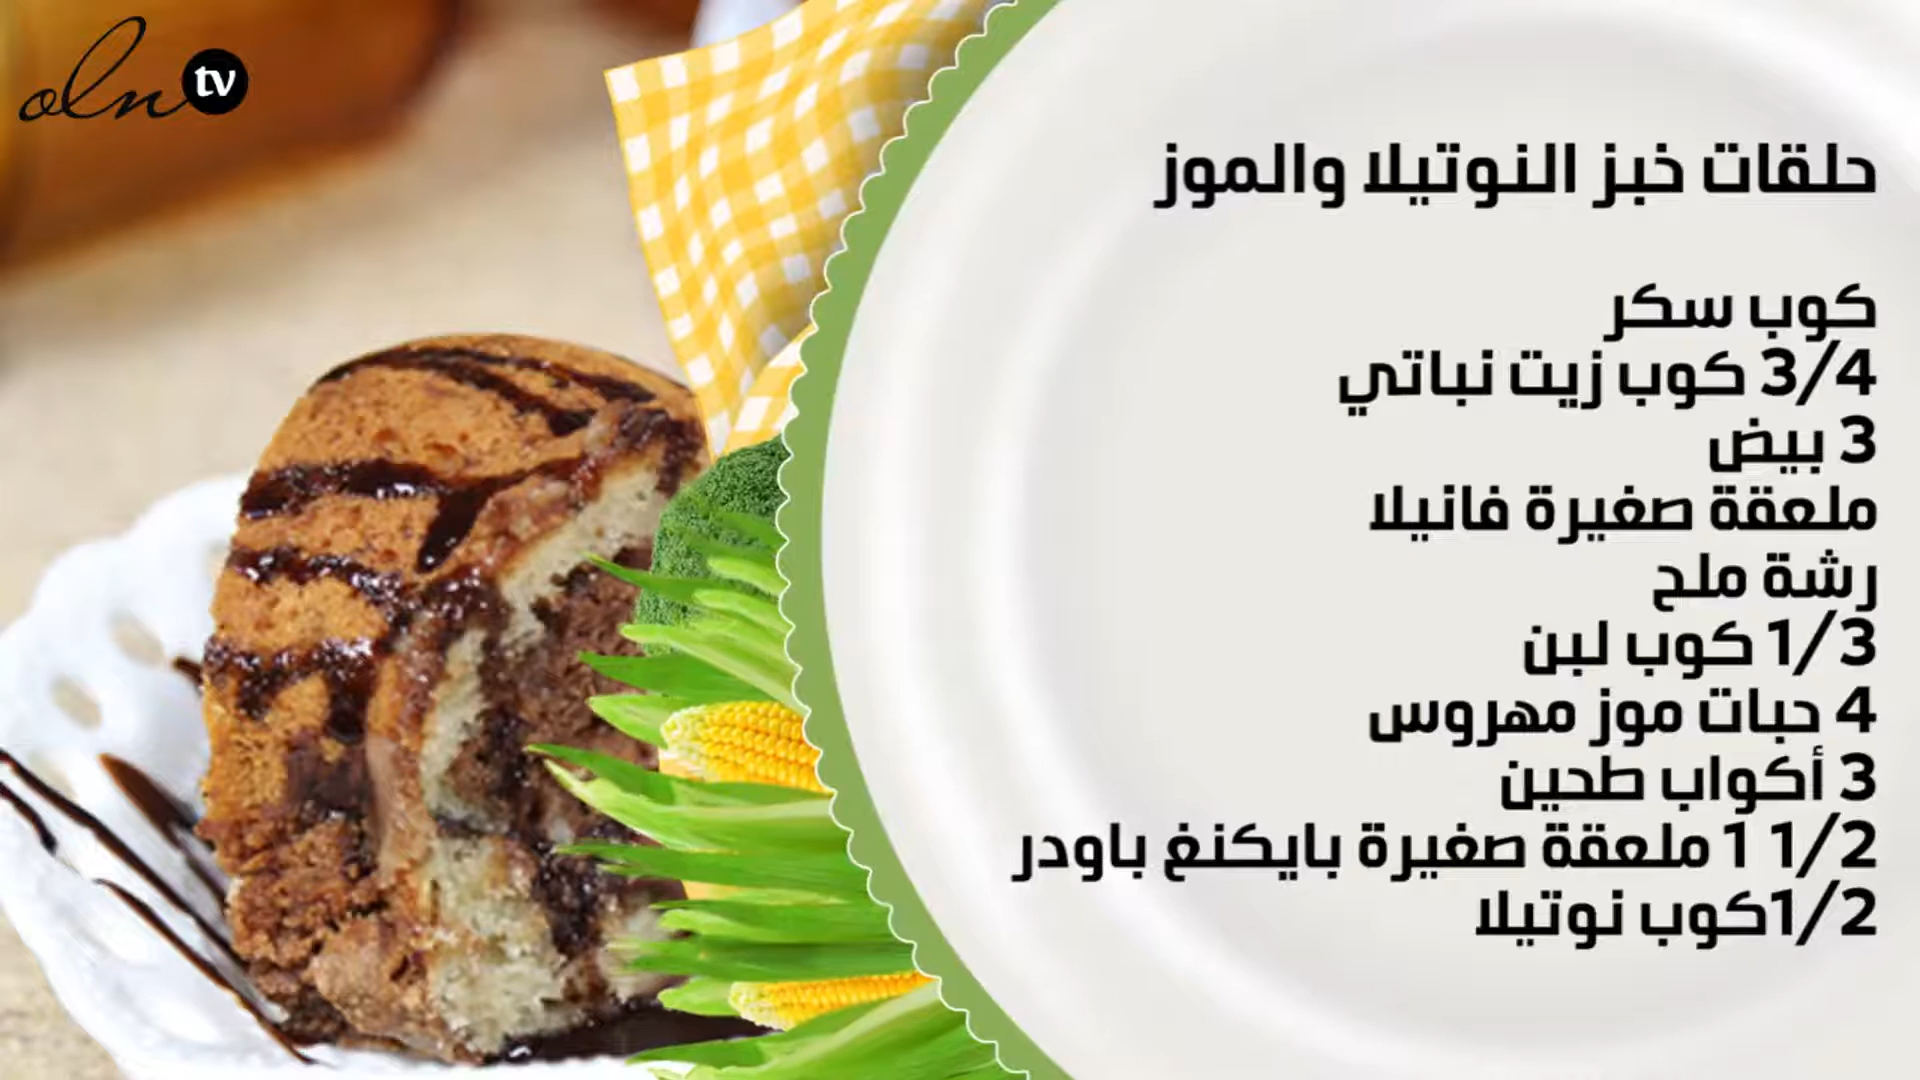 oln tv
حلقات خبز النوتيلا والموز
كوب سكر
3/4 كوب زيت نباتي
3 بيض
ملعقة صغيرة فانيلا
رشة ملح
1/3 كوب لبن
4 حبات موز مهروس
3 أكواب طحين
1 1/2 ملعقة صغيرة بايكنغ باودر
1/2كوب نوتيلا